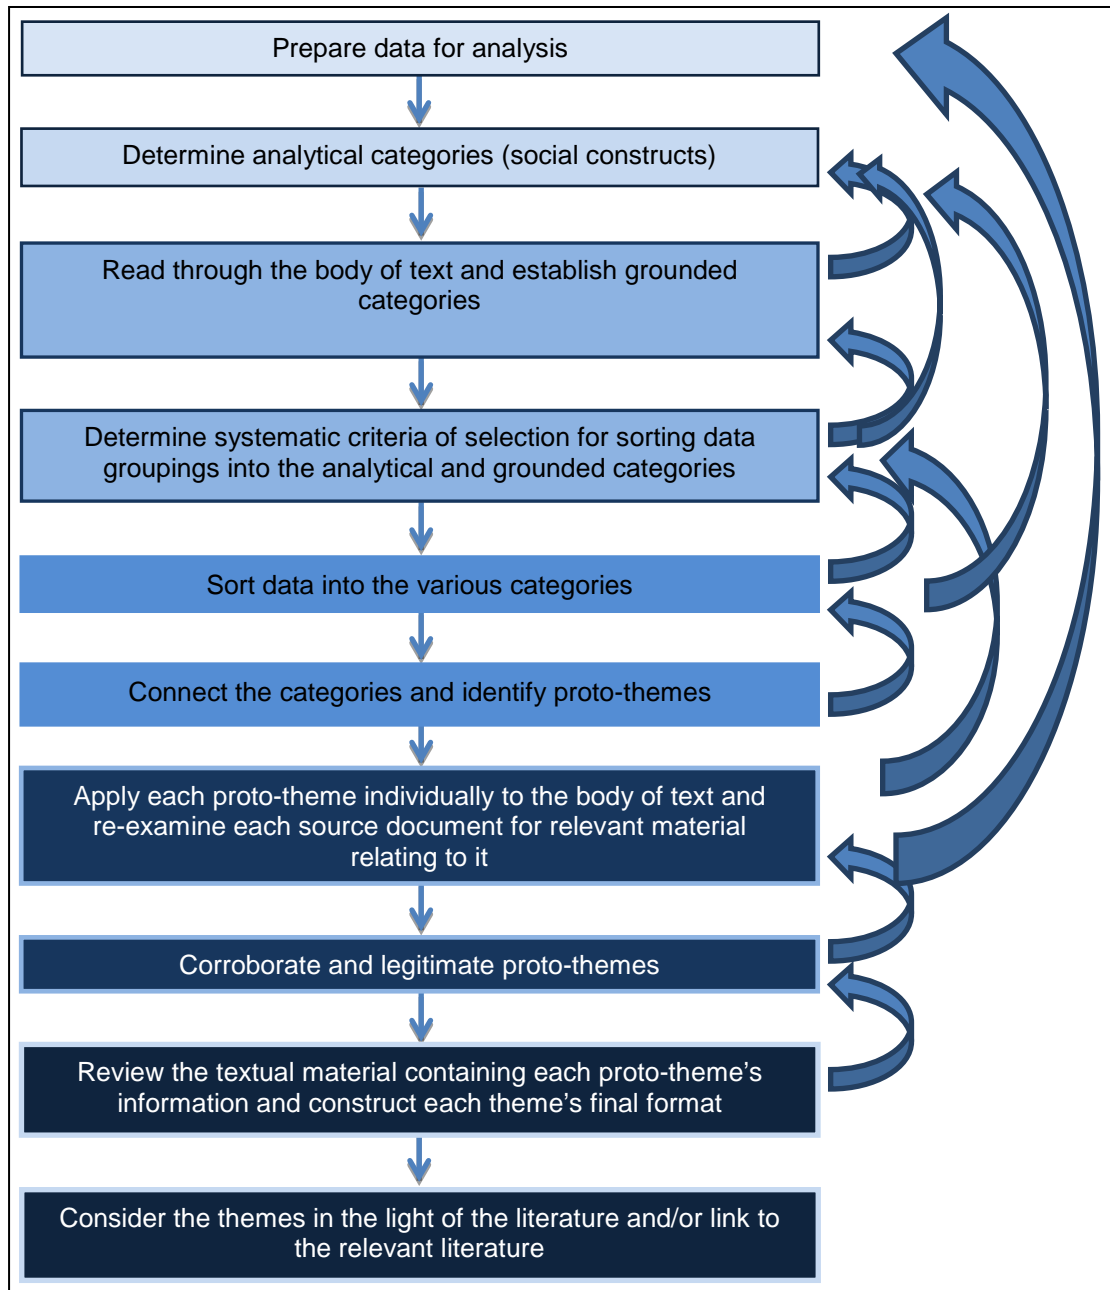 Prepare data for analysis
Determine analytical categories (social constructs)
Read through the body of text and establish grounded
categories
Determine systematic criteria of selection for sorting data
groupings into the analytical and grounded categories
Sort data into the various categories
Connect the categories and identify proto-themes
Apply each proto-theme individually to the body of text and
re-examine each source document for relevant material
relating to it
Corroborate and legitimate proto-themes
Review the textual material containing each proto-theme’s
information and construct each theme’s final format
Consider the themes in the light of the literature and/or link to
the relevant literature